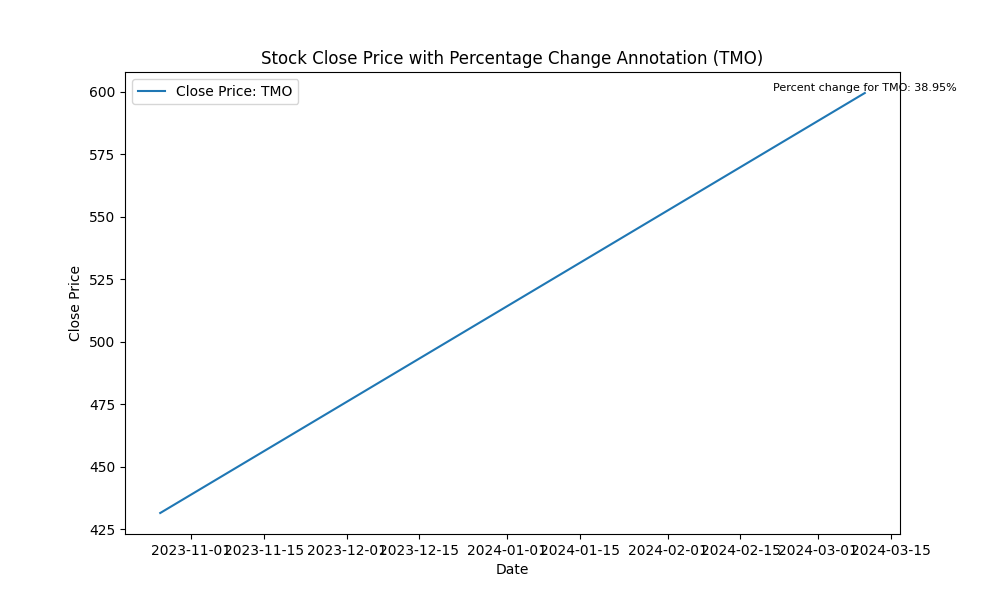 Stock Close Price with Percentage Change Annotation (TMO)
Close Price: TMO
Percent change for TMO: 38.95%
600
575
550
525
500
475
450
425
Close Price
2023-11-01 2023-11-15 2023-12-01 2023-12-15 2024-01-01 2024-01-15 2024-02-01 2024-02-15 2024-03-01 2024-03-15
Date